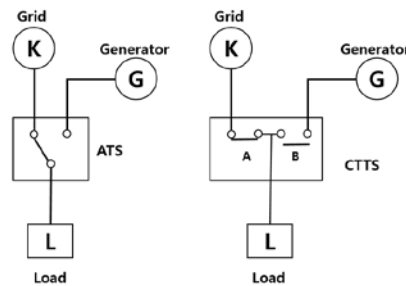 Grid
K
Generator
G
ATS
L
Load
Grid
K
Generator
G
A
B
CTTS
L
Load